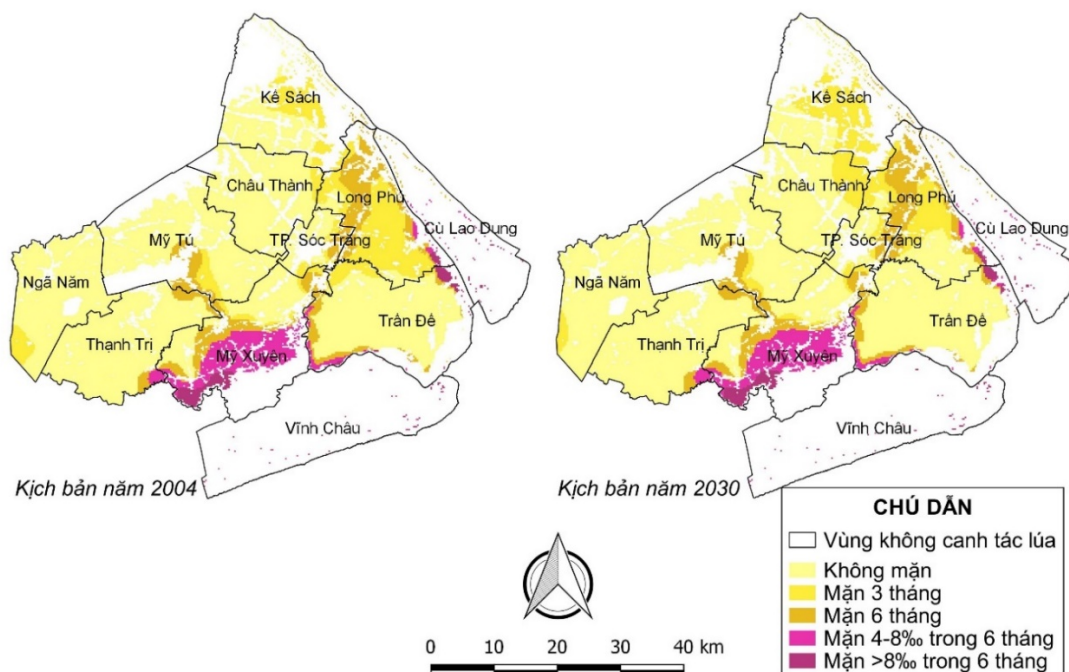 Kế Sách
Châu Thành
Long Phú
Cù Lao Dung
Mỹ Tú
TP. Sóc Trăng
Ngã Năm
Trần Đề
Thạnh Trị
Mỹ Xuyên
Vĩnh Châu
Kịch bản năm 2004
Kế Sách
Châu Thành
Long Phú
Cù Lao Dung
Mỹ Tú
TP. Sóc Trăng
Ngã Năm
Trần Đề
Thạnh Trị
Mỹ Xuyên
Vĩnh Châu
Kịch bản năm 2030
CHÚ DẪN
Vùng không canh tác lúa
Không mặn
Mặn 3 tháng
Mặn 6 tháng
Mặn 4-8‰ trong 6 tháng
Mặn >8‰ trong 6 tháng
0 10 20 30 40 km